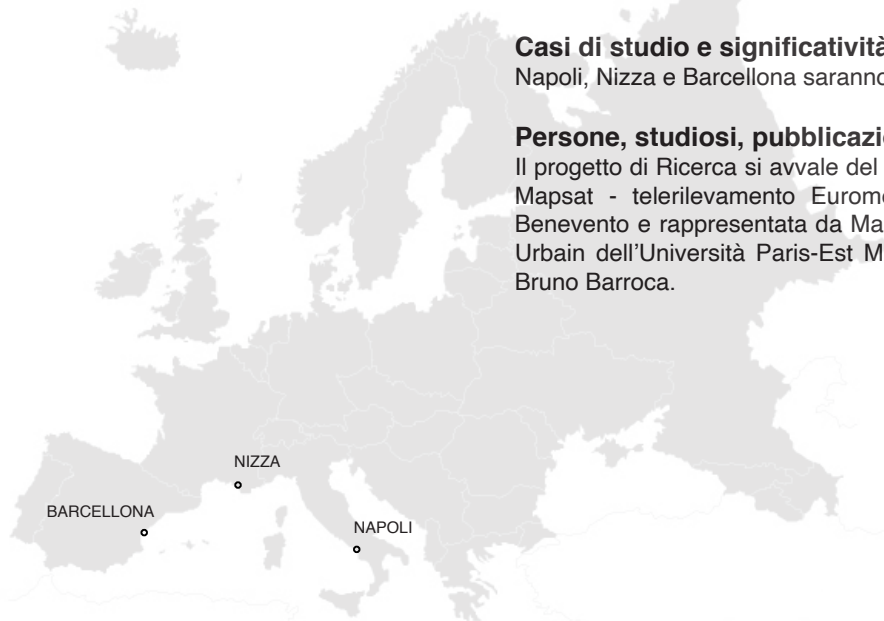 Casi di studio e significatività
Napoli, Nizza e Barcellona saranno
Persone, studiosi, pubblicazi
Il progetto di Ricerca si avvale del
Mapsat - telerilevamento Eurome
Benevento e rappresentata da Ma
Urbain dell'Università Paris-Est M
Bruno Barroca.
NIZZA
BARCELLONA
NAPOLI